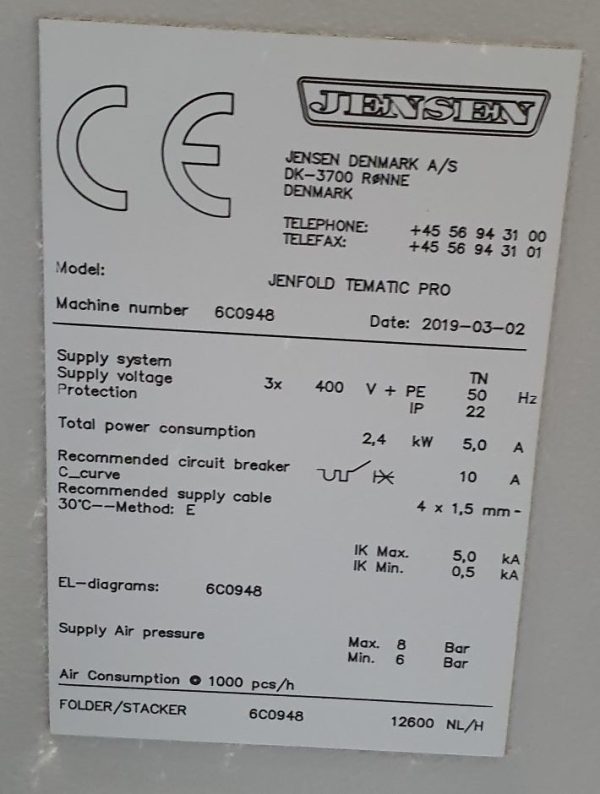 CE
JENSEN
JENSEN DENMARK A/S
DK-3700 RØNNE
DENMARK
TELEPHONE: +45 56 94 31 00
TELEFAX: +45 56 94 31 01
Model: JENFOLD TEMATIC PRO
Machine number 6C0948 Date: 2019-03-02
Supply system TN
Supply voltage 3x 400 V + PE 50 Hz
Protection IP 22
Total power consumption 2,4 kW 5,0 A
Recommended circuit breaker 10 A
C_curve
Recommended supply cable 4 x 1,5 mm-
30°C--Method: E
IK Max. 5,0 kA
IK Min. 0,5 kA
EL-diagrams: 6C0948
Supply Air pressure Max. 8 Bar
Min. 6 Bar
Air Consumption @ 1000 pcs/h
FOLDER/STACKER 6C0948 12600 NL/H